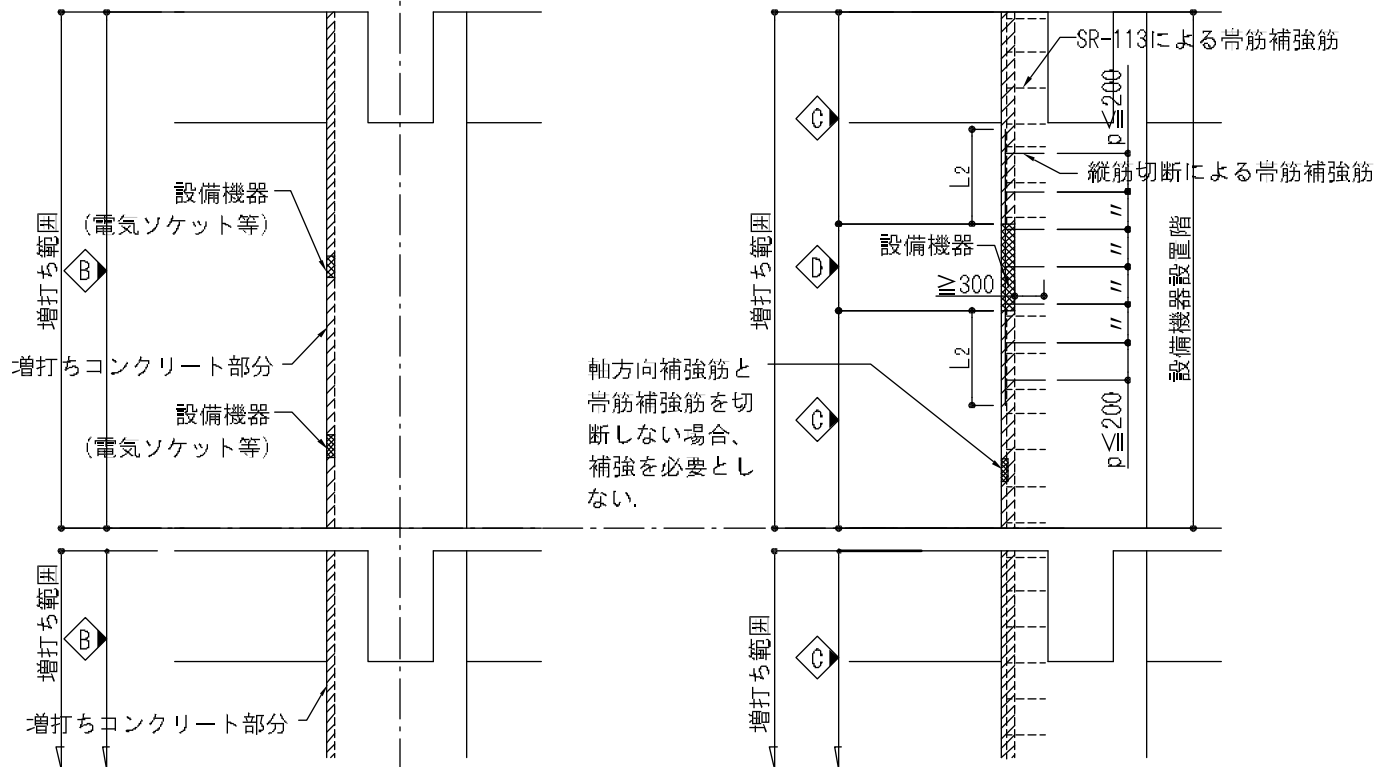 設備機器
(電気ソケット等)
増打ち範囲
B
増打ちコンクリート部分
設備機器
(電気ソケット等)
増打ち範囲
B
増打ちコンクリート部分
SR-113による帯筋補強筋
C
p≦200
縦筋切断による帯筋補強筋
L2
〃
設備機器
〃
D
≧300
〃
増打ち範囲
〃
設備機器設置階
L2
軸方向補強筋と
帯筋補強筋を切
断しない場合、
補強を必要とし
ない.
C
p≦200
増打ち範囲
C